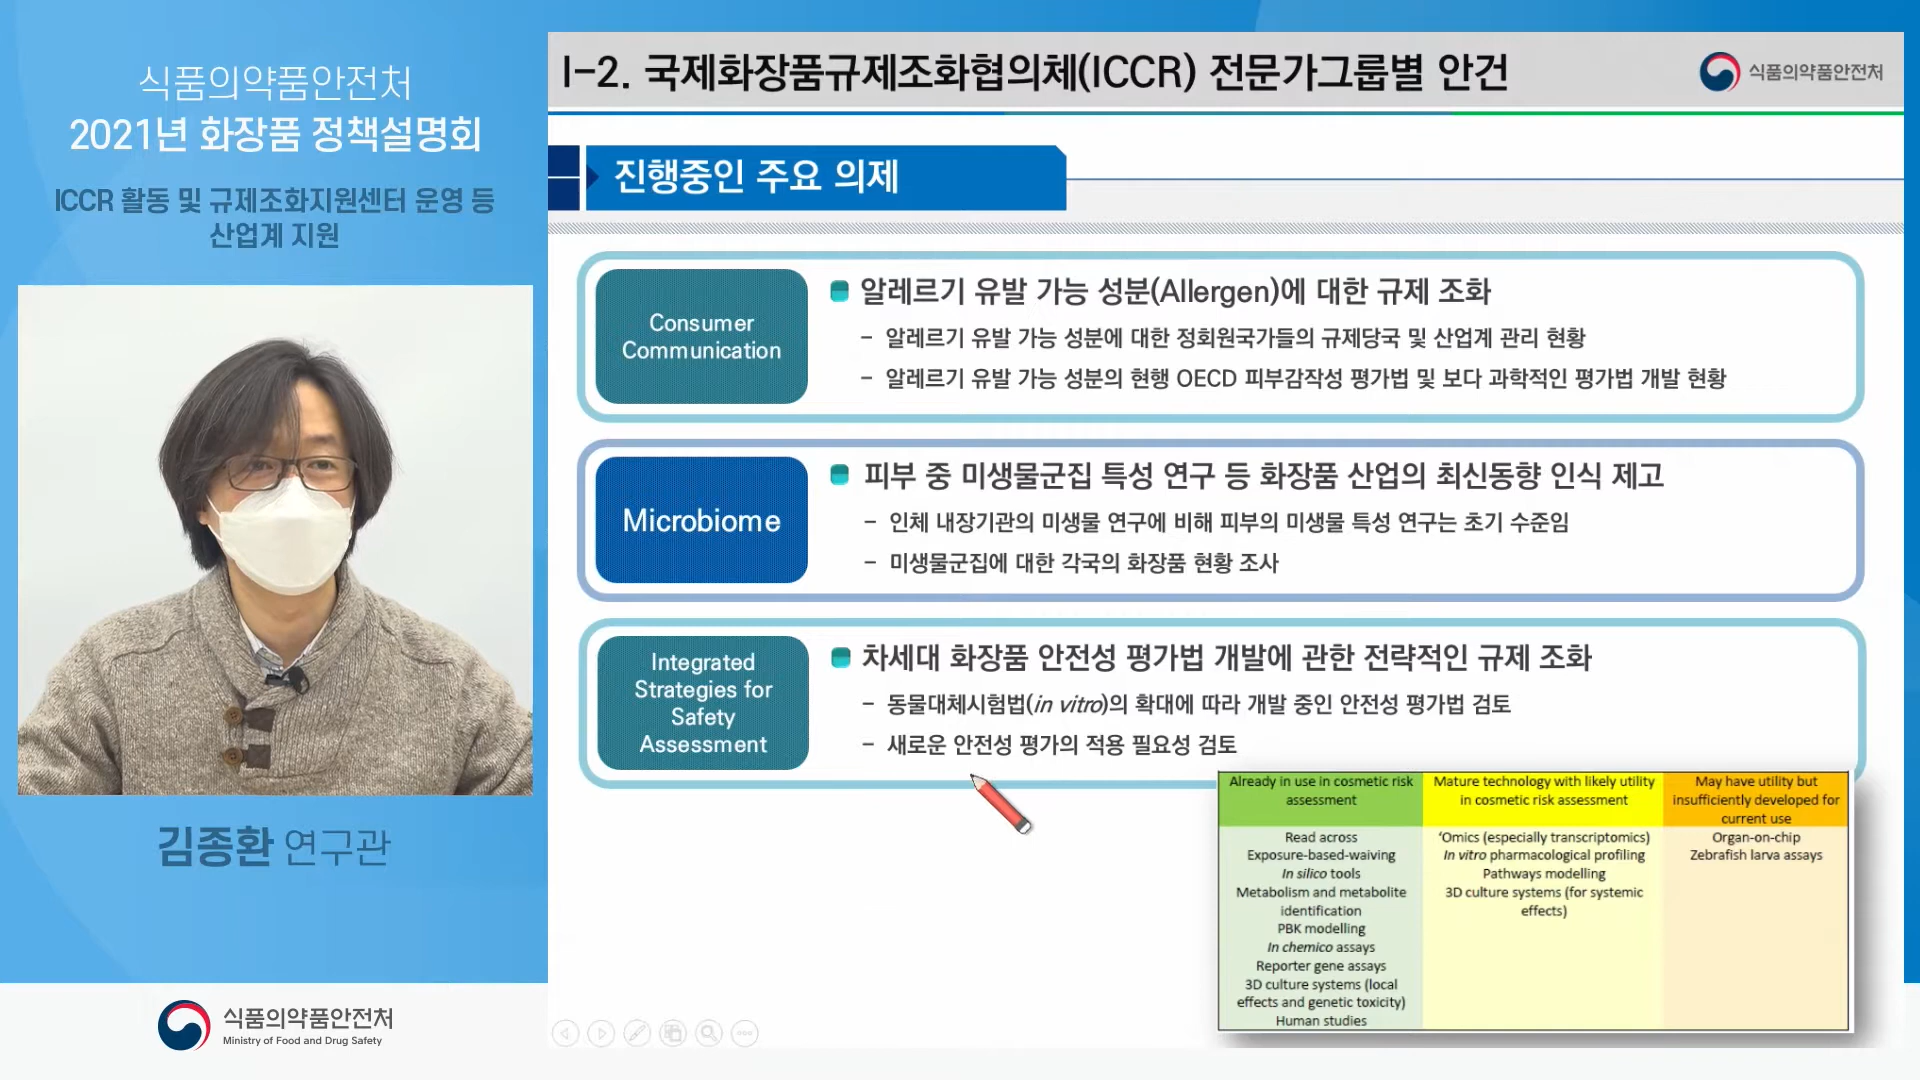 식품의약품안전처
2021년 화장품 정책설명회
ICCR 활동 및 규제조화지원센터 운영 등
산업계 지원
김종환 연구관
식품의약품안전처
Ministry of Food and Drug Safety
I-2. 국제화장품규제조화협의체(ICCR) 전문가그룹별 안건
식품의약품안전처
진행중인 주요 의제
Consumer
Communication
알레르기 유발 가능 성분(Allergen)에 대한 규제 조화
- 알레르기 유발 가능 성분에 대한 정회원국가들의 규제당국 및 산업계 관리 현황
- 알레르기 유발 가능 성분의 현행 OECD 피부감작성 평가법 및 보다 과학적인 평가법 개발 현황
Microbiome
피부 중 미생물군집 특성 연구 등 화장품 산업의 최신동향 인식 제고
- 인체 내장기관의 미생물 연구에 비해 피부의 미생물 특성 연구는 초기 수준임
- 미생물군집에 대한 각국의 화장품 현황 조사
Integrated
Strategies for
Safety
Assessment
차세대 화장품 안전성 평가법 개발에 관한 전략적인 규제 조화
- 동물대체시험법(in vitro)의 확대에 따라 개발 중인 안전성 평가법 검토
- 새로운 안전성 평가의 적용 필요성 검토
Already in use in cosmetic risk
assessment
Read across
Exposure-based-waiving
In silico tools
Metabolism and metabolite
identification
PBK modelling
In chemico assays
Reporter gene assays
3D culture systems (local
effects and genetic toxicity)
Human studies
Mature technology with likely utility
in cosmetic risk assessment
‘Omics (especially transcriptomics)
In vitro pharmacological profiling
Pathways modelling
3D culture systems (for systemic
effects)
May have utility but
insufficiently developed for
current use
Organ-on-chip
Zebrafish larva assays